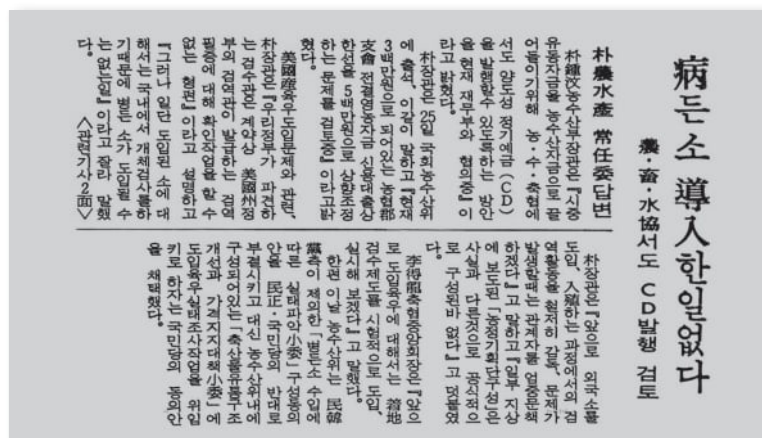 病든소 導入한일없다
農·畜·水協서도 CD발행 검토
朴農水産 常任委답변
朴鍾汶농수산부장관은 『시중
유동자금을 농수산자금으로 끌
어들이기위해 농·수·축협에
서도 양도성 정기예금(CD)
을 발행할수 있도록하는 방안
을 현재 재무부와 협의중』이
라고 밝혔다.
朴장관은 25일 국회농수산위
에 출석, 이같이 말하고 『현재
3백만원으로 되어있는 농협郡
支會 전결영농자금 신용대출상
한선을 5백만원으로 상향조정
하는 문제를 검토중』이라고밝
혔다.
美國産육우도입문제와 관련,
朴장관은 『우리정부가 파견하
는 검수관은 계약상 美國州정
부의 검역관이 발급하는 검역
필증에 대해 확인작업을 할 수
없는 형편』이라고 설명하고
『그러나 일단 도입된 소에 대
해서는 국내에서 개체검사를하
기때문에 병든 소가 도입될 수
는 없는일』이라고 잘라 말했
다。 〈관련기사2面〉
朴장관은 『앞으로 외국소를
도입, 入殖하는 과정에서의 검
역활동을 철저히 감독, 문제가
발생할때는 관계자를 엄중문책
하겠다』고 말하고 『일부 지상
에 보도된 「농정기획단구성」은
사실과 다른것으로 공식적으
로 구성된바 없다』고 덧붙였
다。
李得龍축협중앙회장은 『앞으
로 도입육우에 대해서는 着地
검수제도를 시험적으로 도입,
실시해 보겠다』고 말했다。
한편 이날 농수산위는 民韓
黨측이 제의한 「병든소 수입에
따른 실태파악小委」구성동의
안을 民正·국민당의 반대로
부결시키고 대신 농수산위내에
구성되어있는 「축산물유통구조
개선과 가격지지대책小委」에
도입육우실태조사작업을 위임
키로 하자는 국민당의 동의안
을 채택했다。